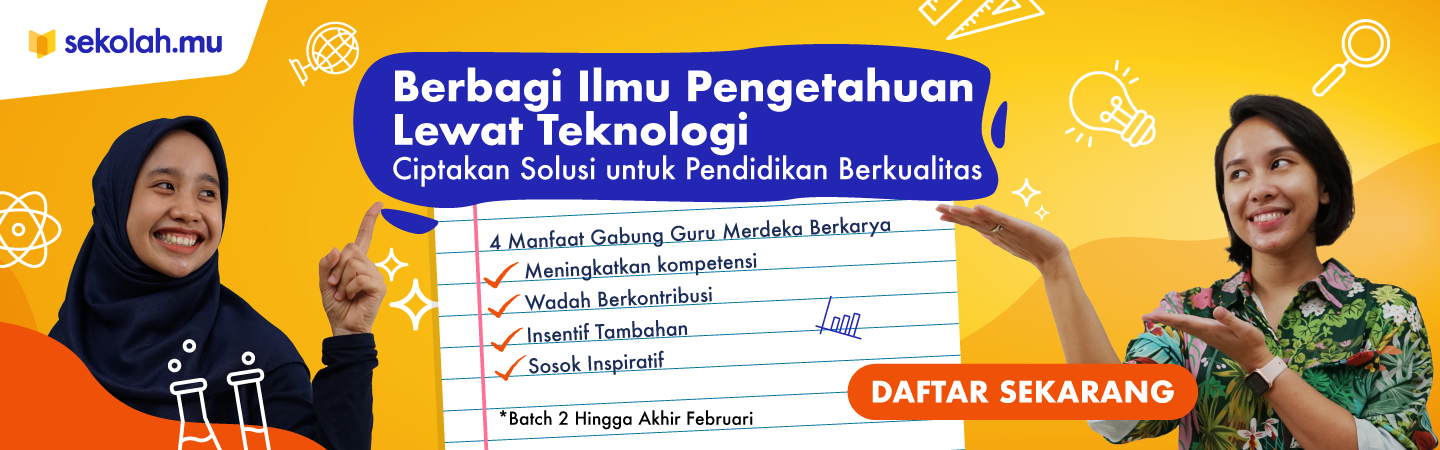 sekolah.mu
Berbagi Ilmu Pengetahuan
Lewat Teknologi
Ciptakan Solusi untuk Pendidikan Berkualitas
4 Manfaat Gabung Guru Merdeka Berkarya
Meningkatkan kompetensi
Wadah Berkontribusi
Insentif Tambahan
Sosok Inspiratif
*Batch 2 Hingga Akhir Februari
DAFTAR SEKARANG